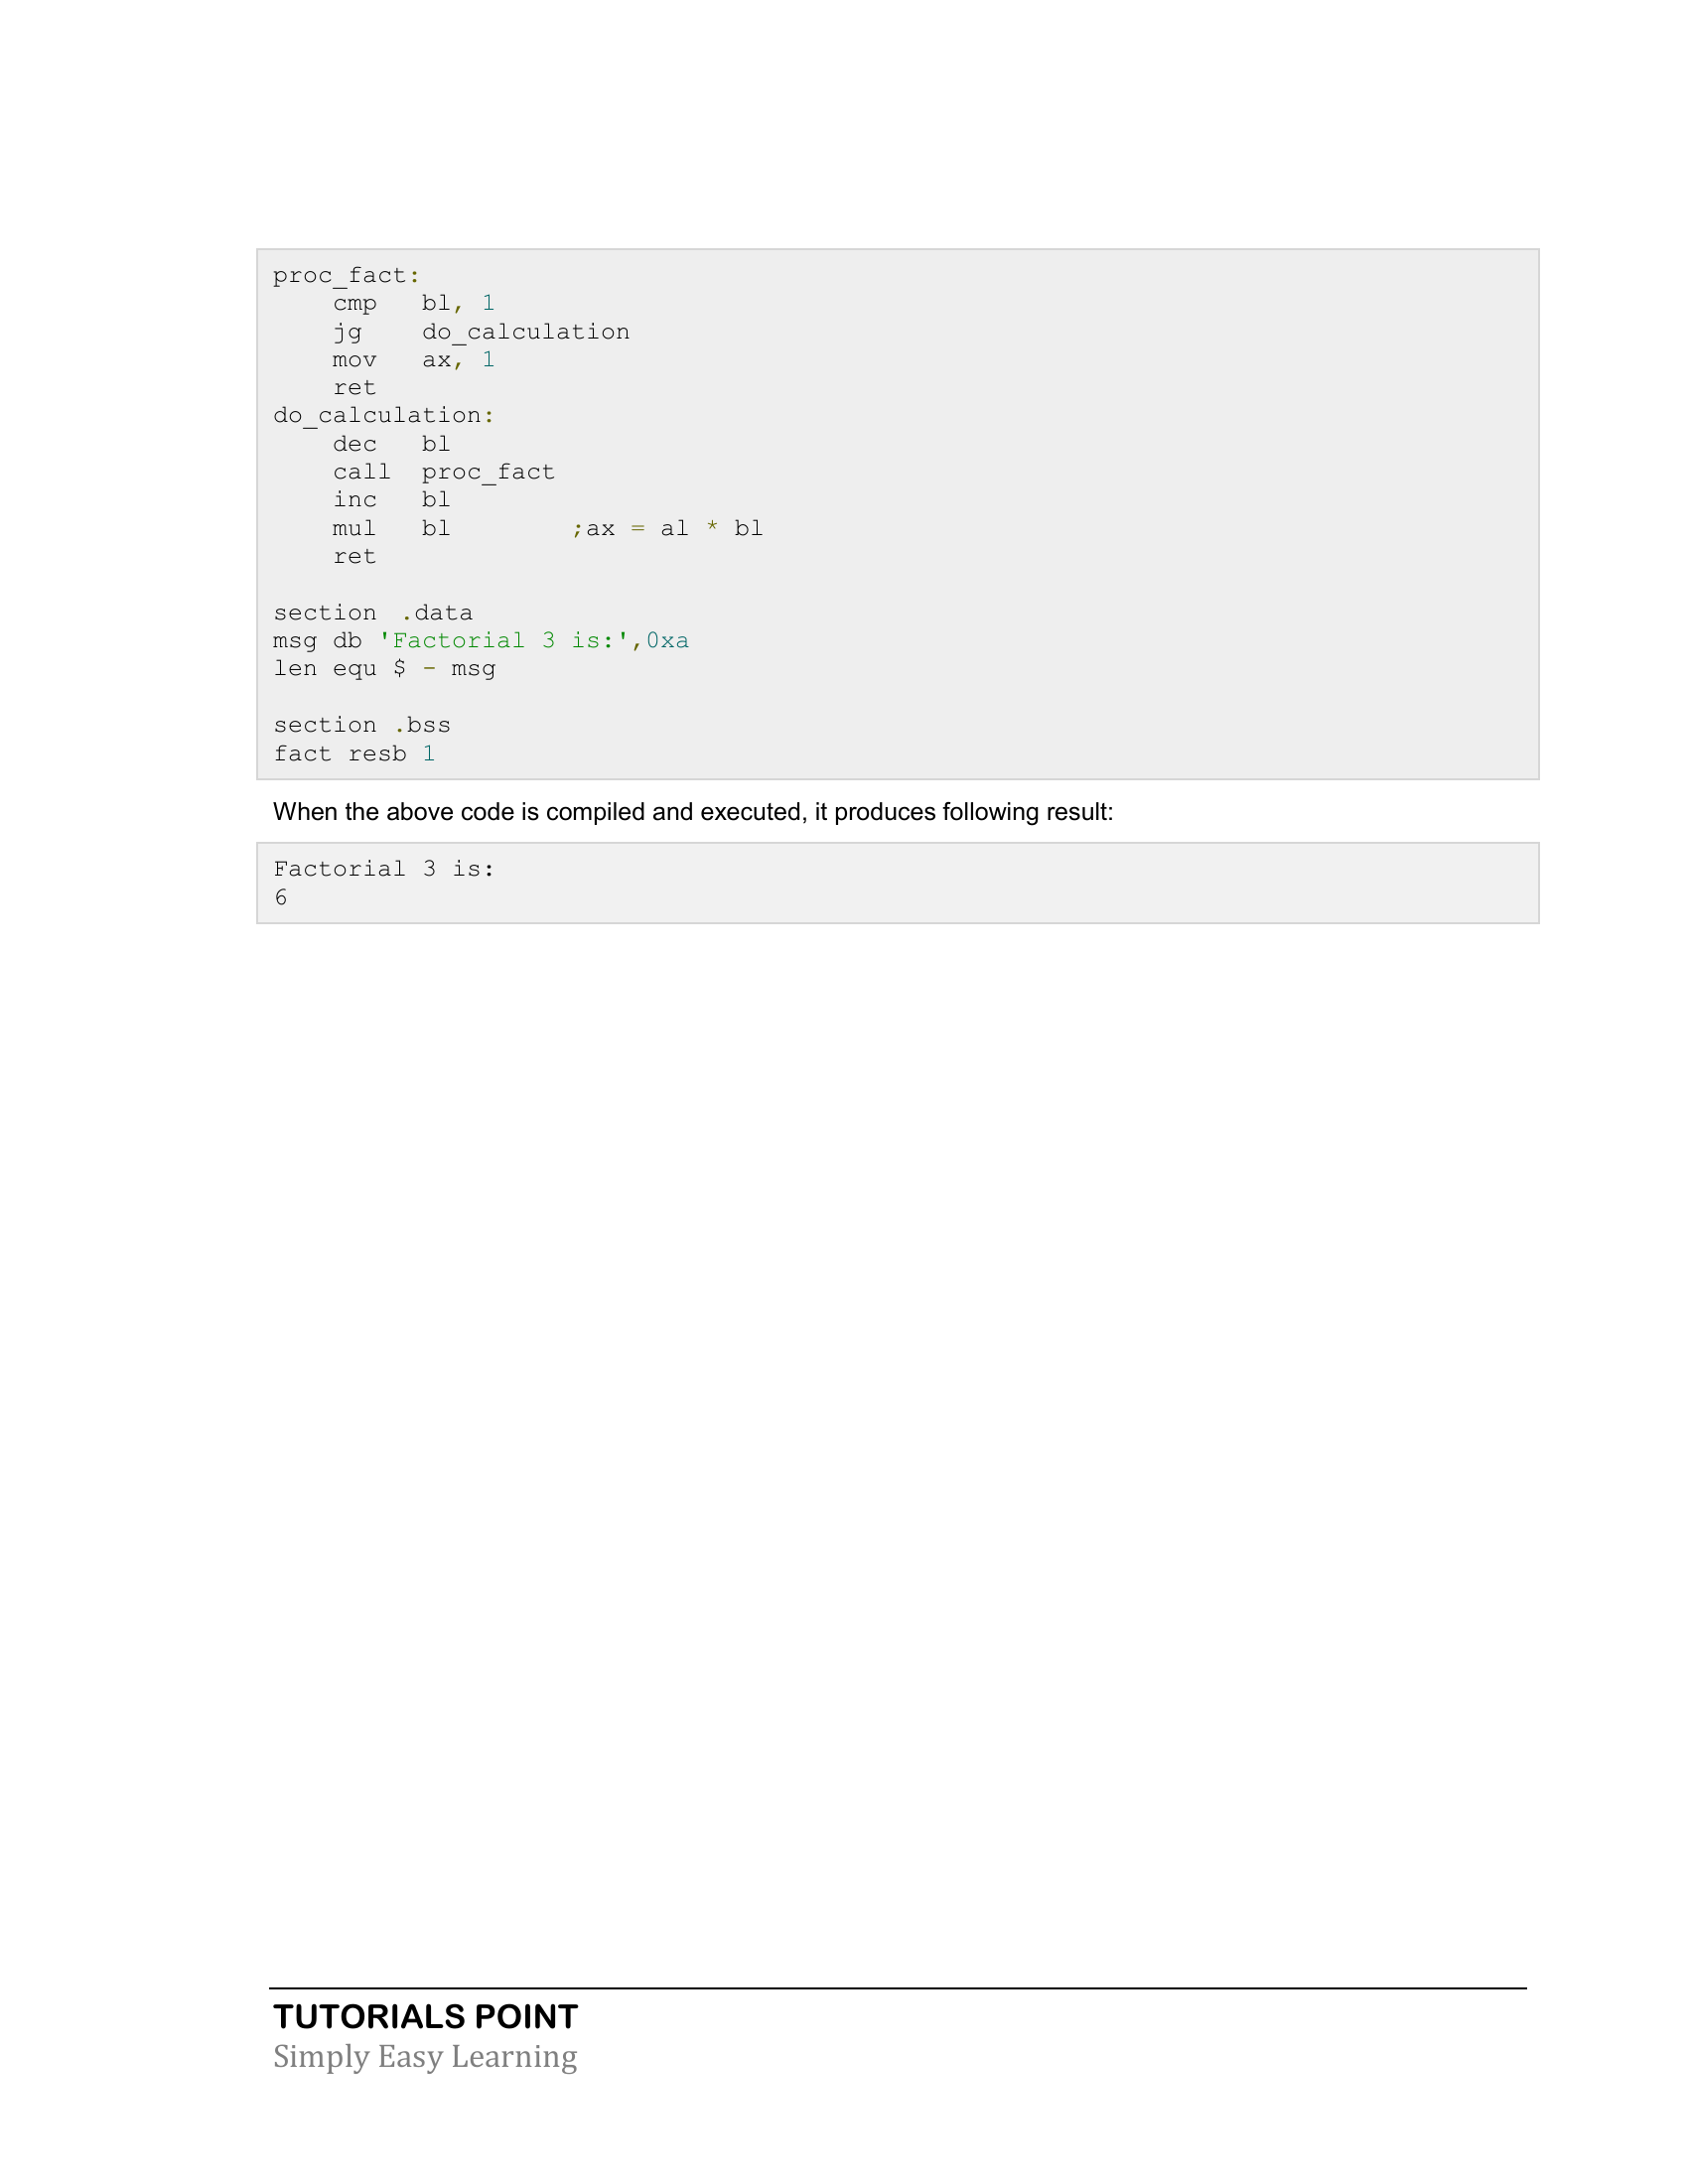 proc_fact:
    cmp   bl, 1
    jg    do_calculation
    mov   ax, 1
    ret
do_calculation:
    dec   bl
    call  proc_fact
    inc   bl
    mul   bl        ;ax = al * bl
    ret

section .data
msg db 'Factorial 3 is:',0xa
len equ $ - msg

section .bss
fact resb 1
When the above code is compiled and executed, it produces following result:
Factorial 3 is:
6
TUTORIALS POINT
Simply Easy Learning